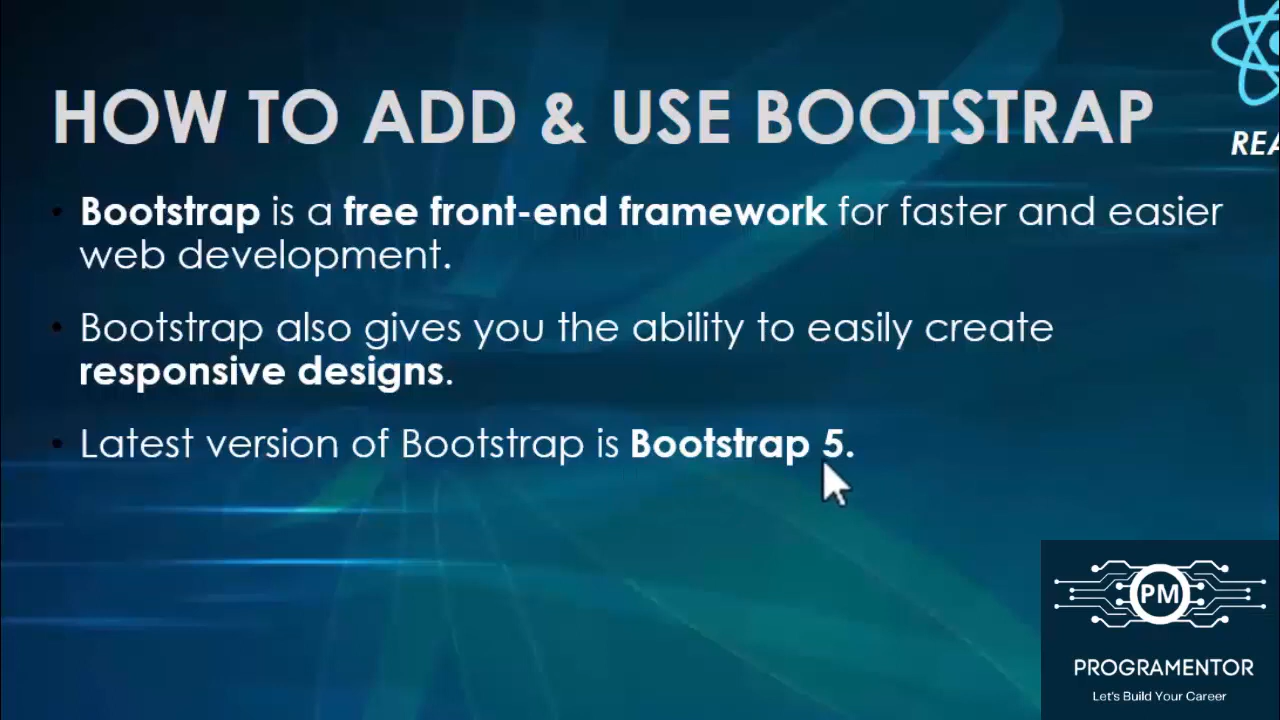 HOW TO ADD & USE BOOTSTRAP
REA
• Bootstrap is a free front-end framework for faster and easier
web development.
• Bootstrap also gives you the ability to easily create
responsive designs.
• Latest version of Bootstrap is Bootstrap 5.
PM
PROGRAMENTOR
Let's Build Your Career